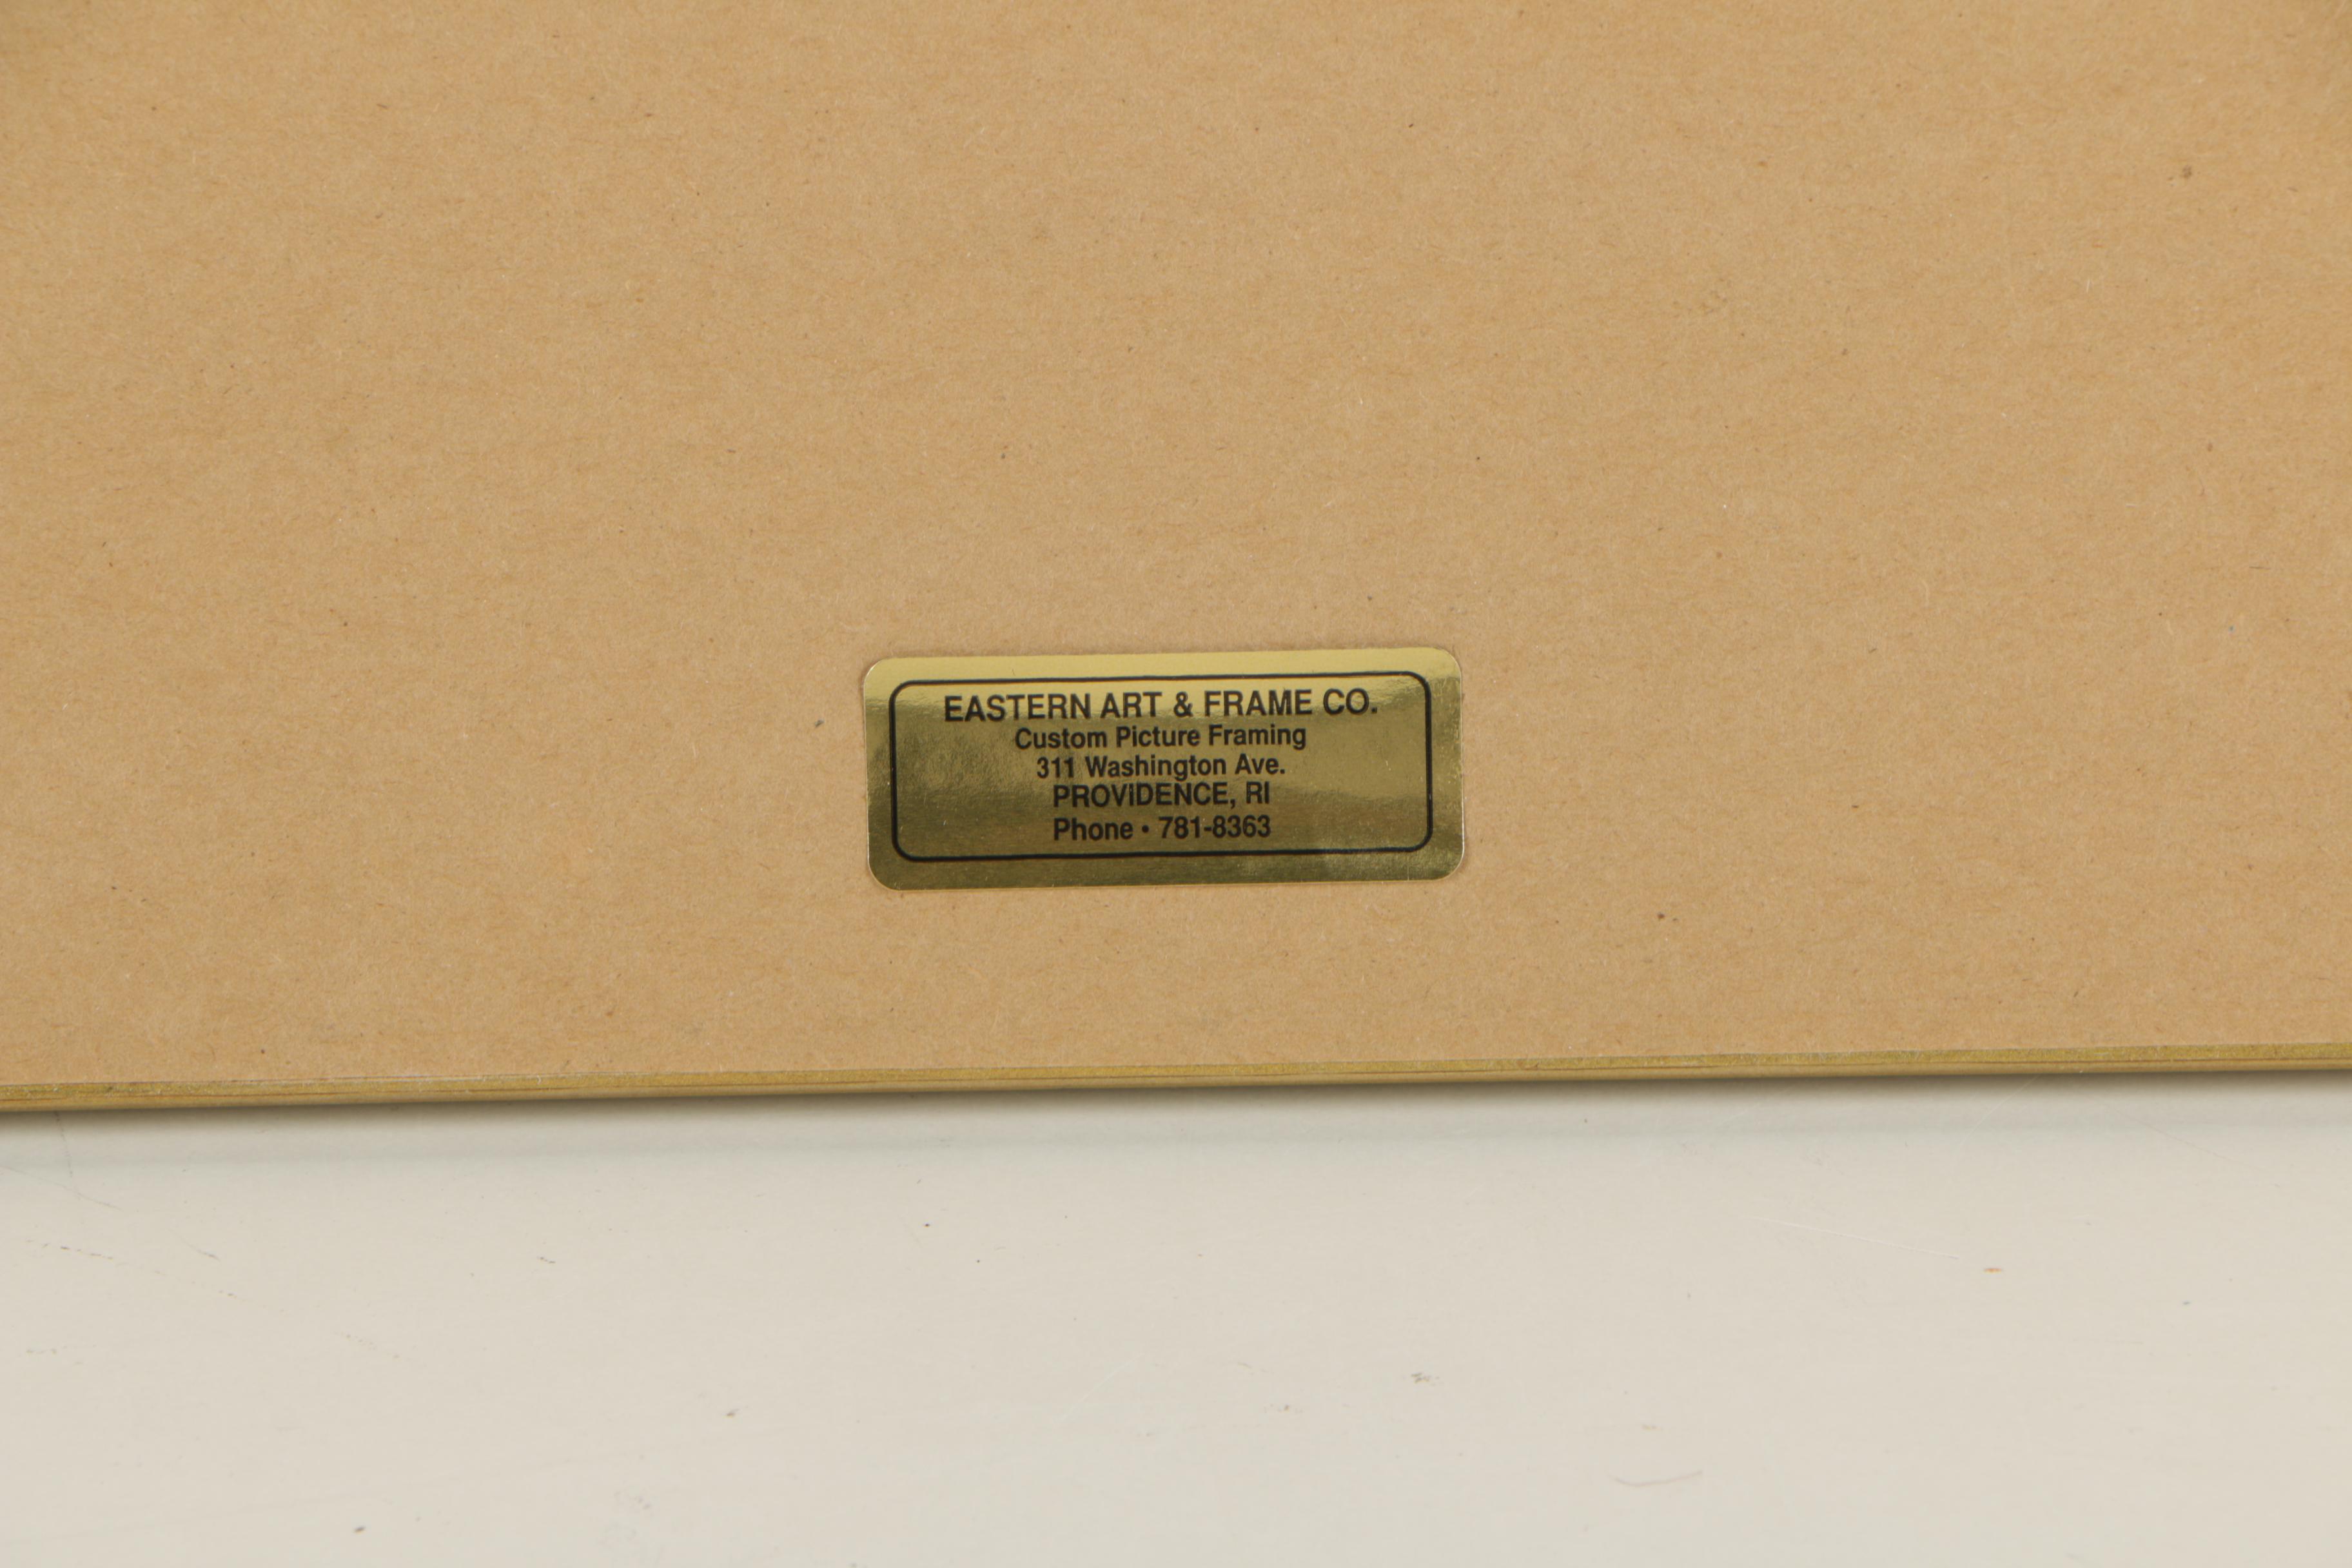 EASTERN ART & FRAME CO.
Custom Picture Framing
311 Washington Ave.
PROVIDENCE, RI
Phone • 781-8363